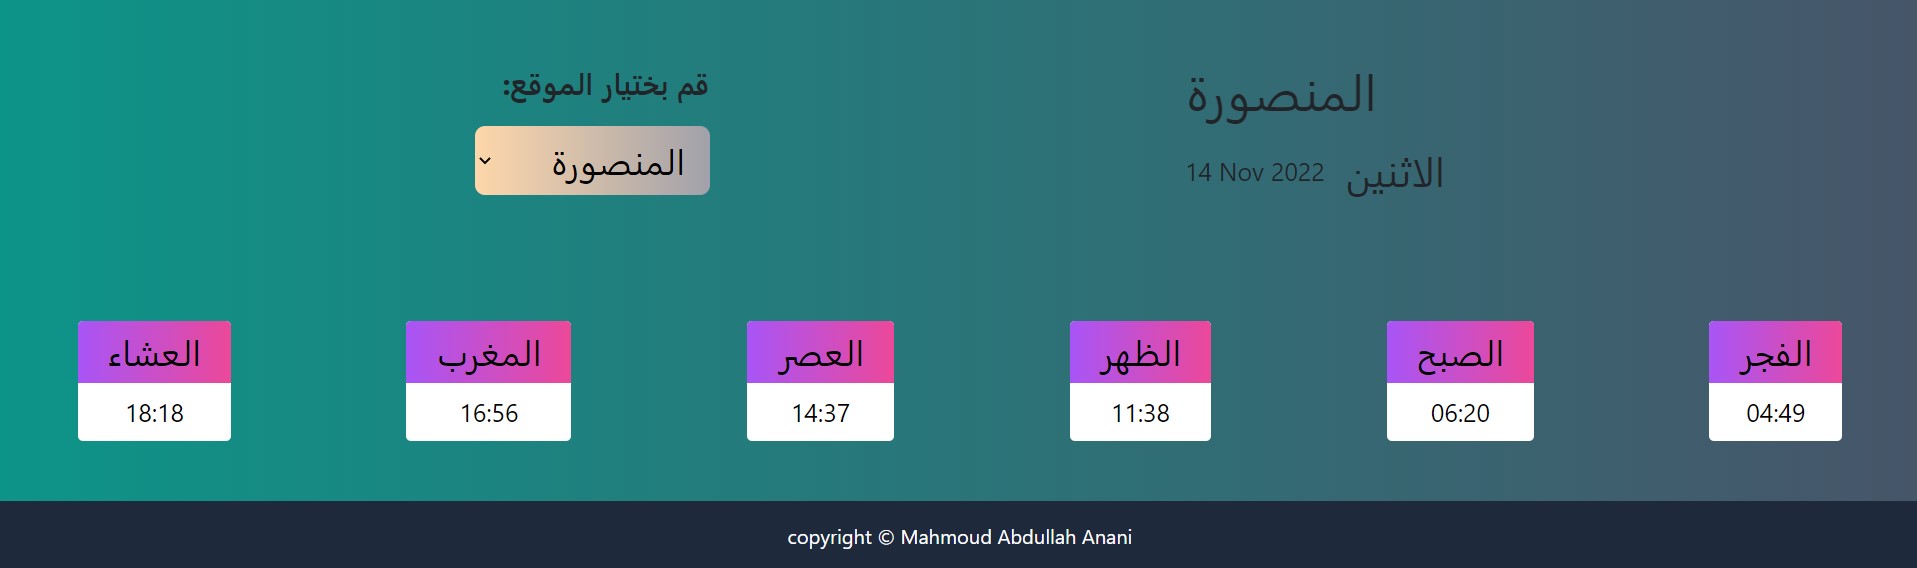 المنصورة
الاثنين 14 Nov 2022
قم بختيار الموقع:
المنصورة
الفجر
04:49
الصبح
06:20
الظهر
11:38
العصر
14:37
المغرب
16:56
العشاء
18:18
copyright © Mahmoud Abdullah Anani